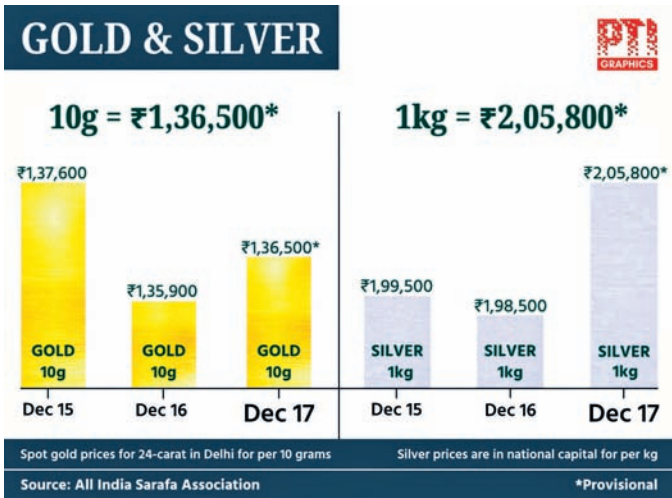 GOLD & SILVER
PTI
GRAPHICS
10g = ₹1,36,500*
1kg = ₹2,05,800*
₹1,37,600
₹1,35,900
₹1,36,500*
₹1,99,500
₹1,98,500
₹2,05,800*
GOLD
10g
GOLD
10g
GOLD
10g
SILVER
1kg
SILVER
1kg
SILVER
1kg
Dec 15
Dec 16
Dec 17
Dec 15
Dec 16
Dec 17
Spot gold prices for 24-carat in Delhi for per 10 grams
Silver prices are in national capital for per kg
Source: All India Sarafa Association
*Provisional